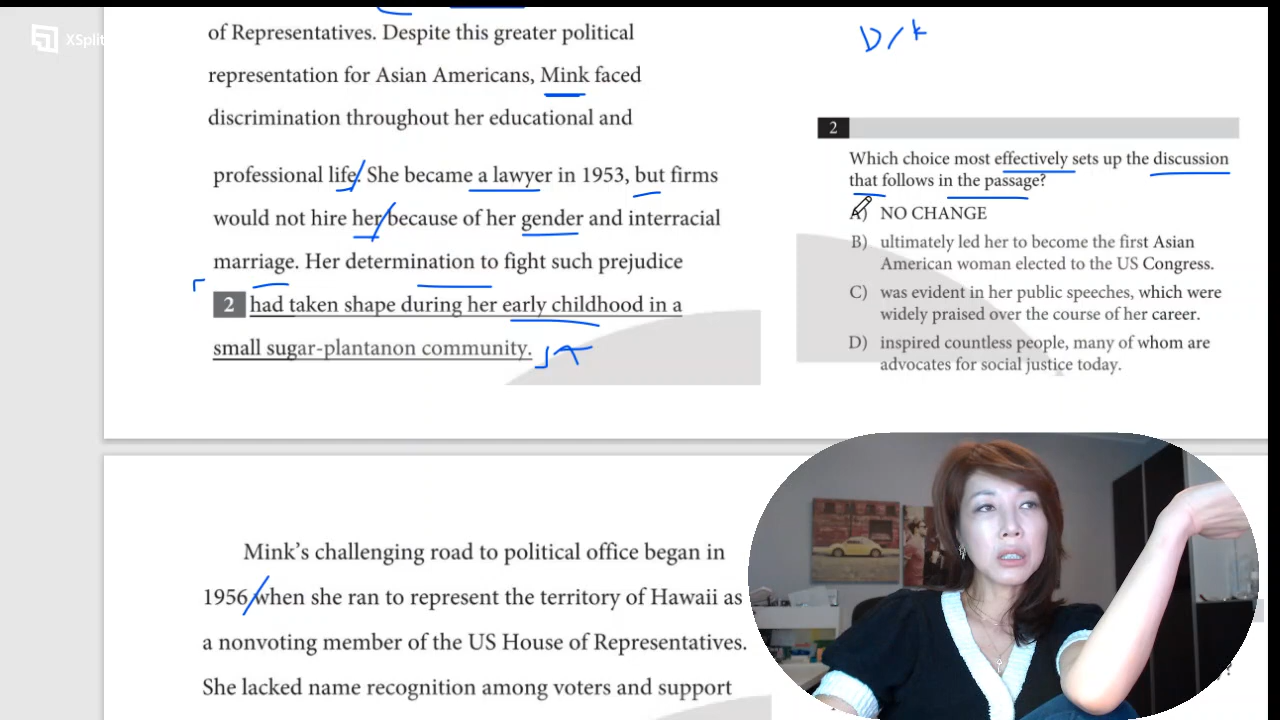 XSplit
of Representatives. Despite this greater political
representation for Asian Americans, Mink faced
discrimination throughout her educational and
professional life. She became a lawyer in 1953, but firms
would not hire her because of her gender and interracial
marriage. Her determination to fight such prejudice
2 had taken shape during her early childhood in a
small sugar-plantanon community.
Mink's challenging road to political office began in
1956 when she ran to represent the territory of Hawaii as
a nonvoting member of the US House of Representatives.
She lacked name recognition among voters and support
D/k
2
Which choice most effectively sets up the discussion
that follows in the passage?
A) NO CHANGE
B) ultimately led her to become the first Asian
American woman elected to the US Congress.
C) was evident in her public speeches, which were
widely praised over the course of her career.
D) inspired countless people, many of whom are
advocates for social justice today.